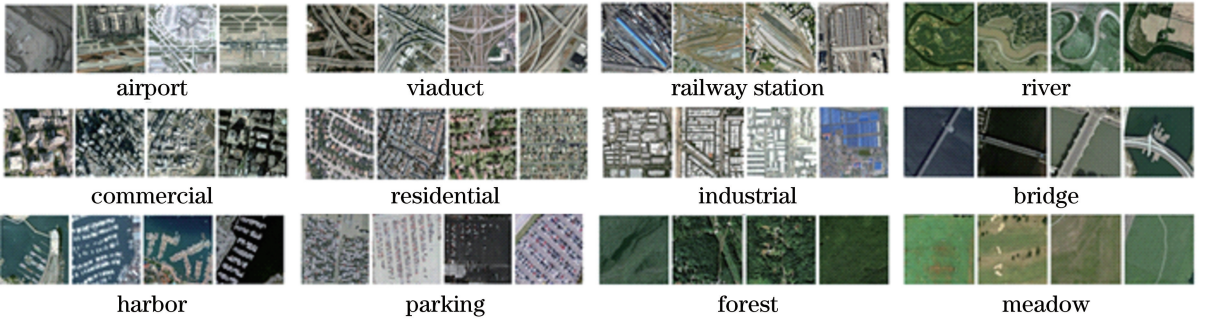 airport viaduct railway station river
commercial residential industrial bridge
harbor parking forest meadow